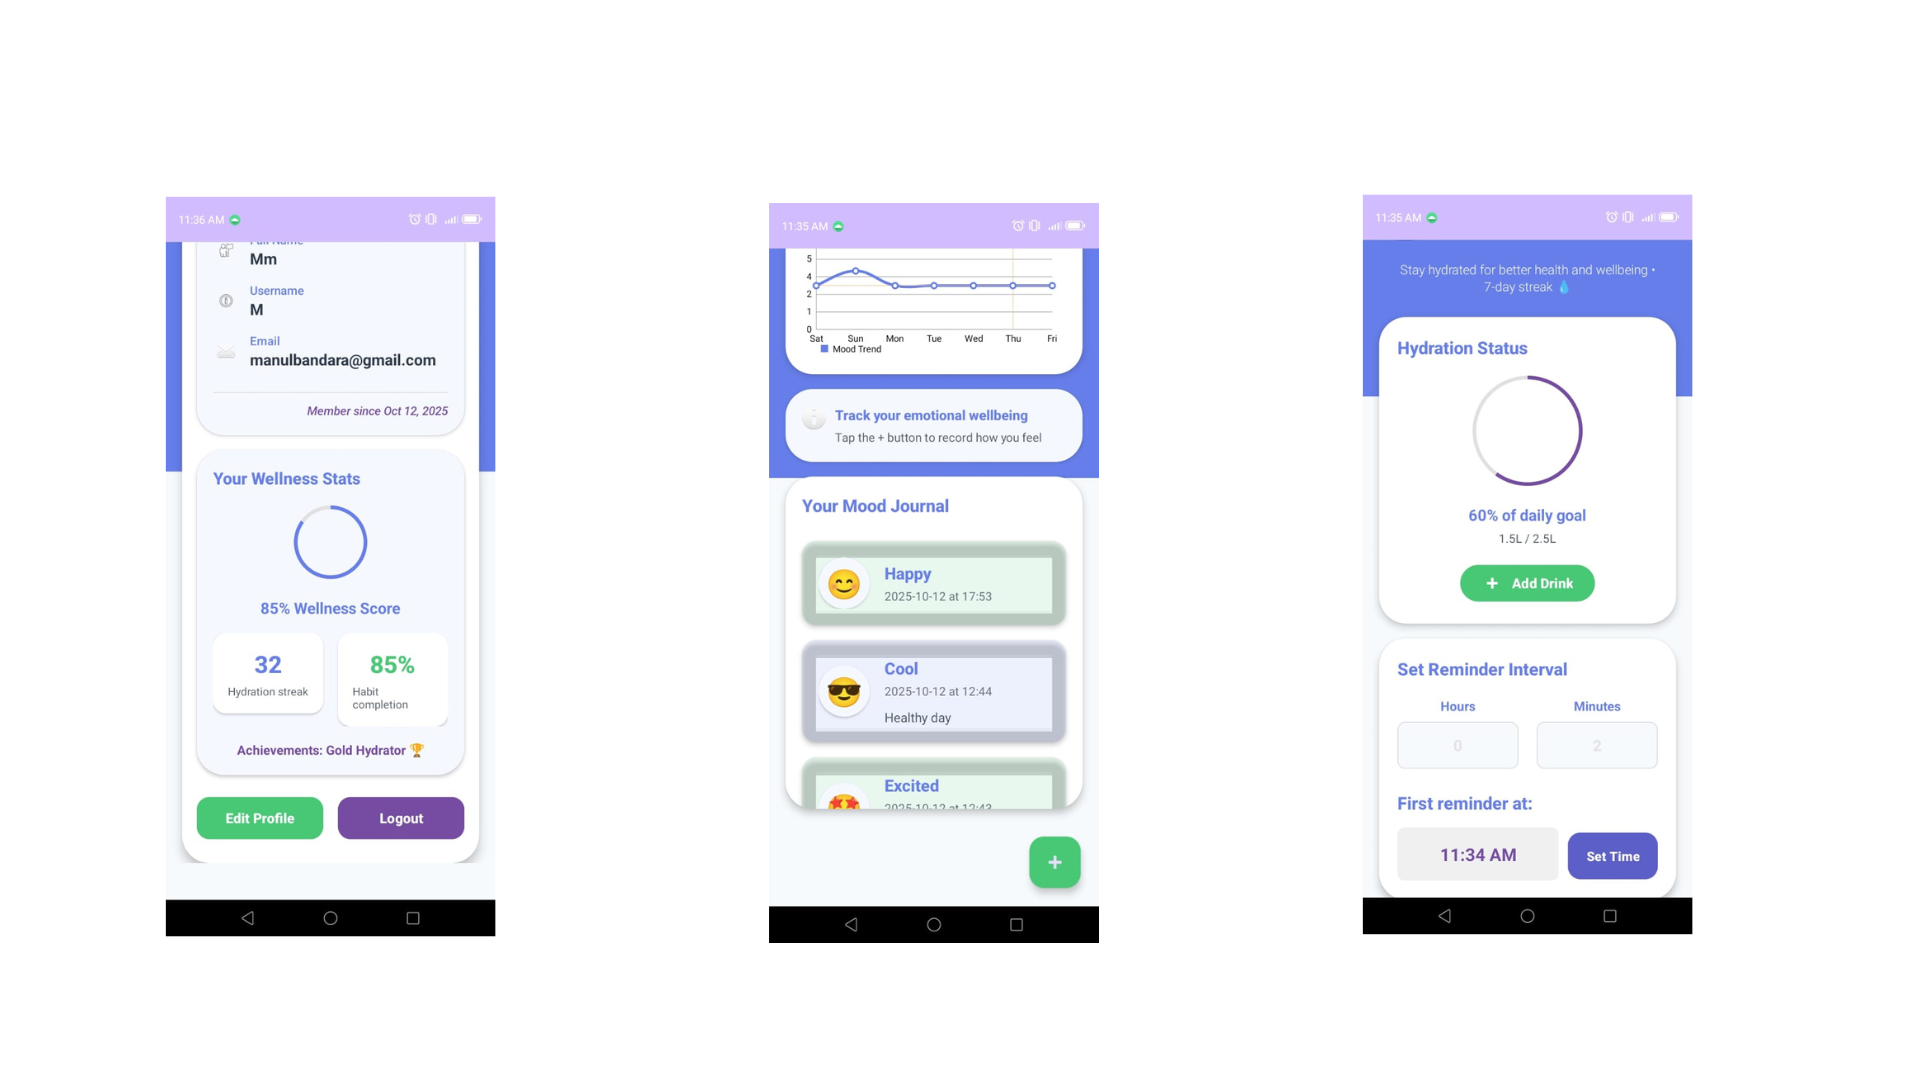 11:36 AM
Full Name
Mm
Username
M
Email
manulbandara@gmail.com
Member since Oct 12, 2025
Your Wellness Stats
85% Wellness Score
32
Hydration streak
85%
Habit
completion
Achievements: Gold Hydrator 🏆
Edit Profile
Logout
11:35 AM
5
4
2
1
0
Sat Sun Mon Tue Wed Thu Fri
Mood Trend
Track your emotional wellbeing
Tap the + button to record how you feel
Your Mood Journal
Happy
2025-10-12 at 17:53
Cool
2025-10-12 at 12:44
Healthy day
Excited
2025-10-12 at 12:43
+
11:35 AM
Stay hydrated for better health and wellbeing •
7-day streak 💧
Hydration Status
60% of daily goal
1.5L / 2.5L
+ Add Drink
Set Reminder Interval
Hours Minutes
0 2
First reminder at:
11:34 AM Set Time